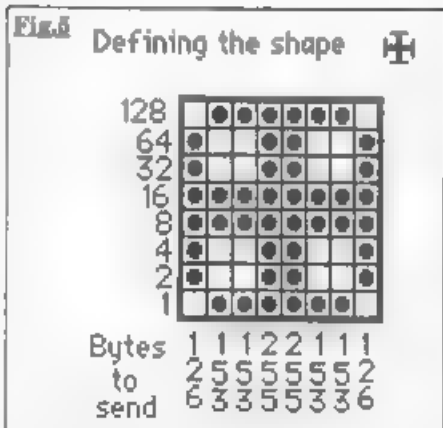 Fig.5
Defining the shape
128
64
32
16
8
4
2
1
Bytes 1 1 1 2 2 1 1 1
to 2 5 5 5 5 5 5 2
send 6 3 3 5 5 3 3 6